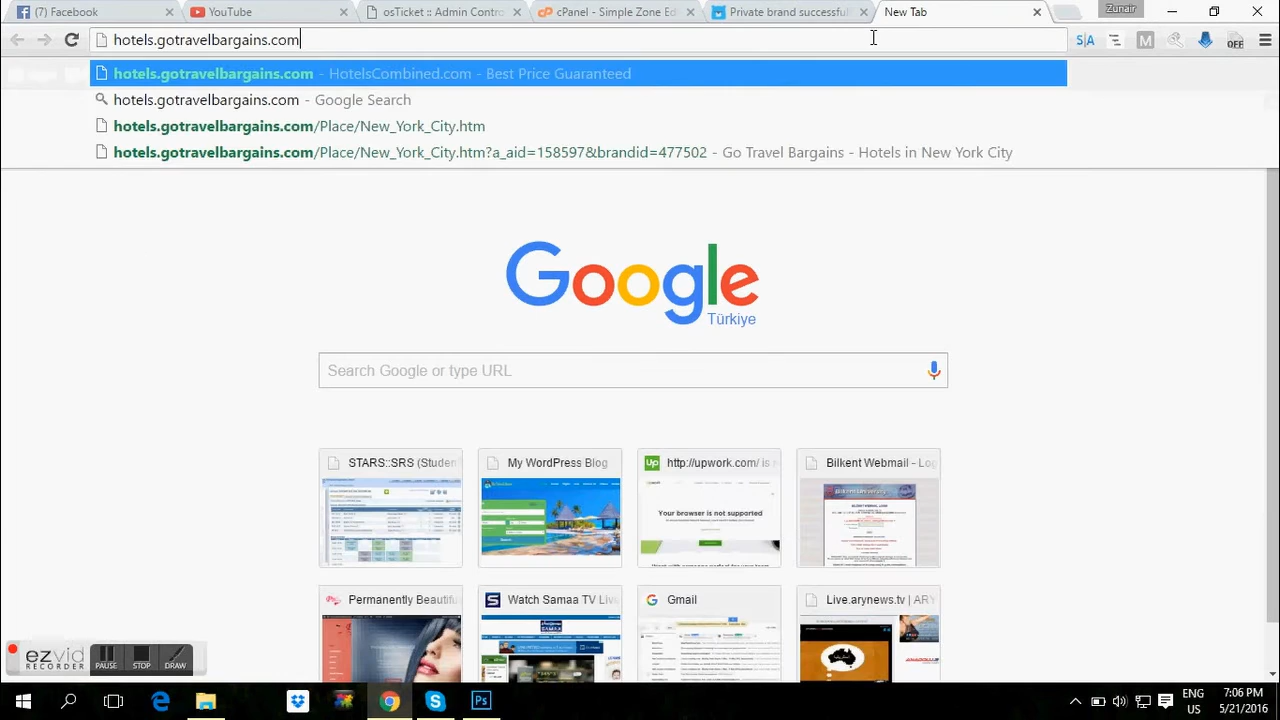 (7) Facebook
YouTube
osTicket :: Admin Contro
cPanel - Simple Zone Ed
Private brand successfull
New Tab
Zunair
hotels.gotravelbargains.com
S|A
M
OFF
hotels.gotravelbargains.com - HotelsCombined.com - Best Price Guaranteed
hotels.gotravelbargains.com - Google Search
hotels.gotravelbargains.com/Place/New_York_City.htm
hotels.gotravelbargains.com/Place/New_York_City.htm?a_aid=158597&brandid=477502 - Go Travel Bargains - Hotels in New York City
Google
Türkiye
Search Google or type URL
STARS::SRS (Studen
My WordPress Blog
Up
http://upwork.com/ is
Bilkent Webmail - Log
Your browser is not supported
Permanently Beautifu
Watch Samaa TV Live
Gmail
Live.arynews.tv | ARY
PAUSE
STOP
DRAW
Ps
ENG
US
7:06 PM
5/21/2016